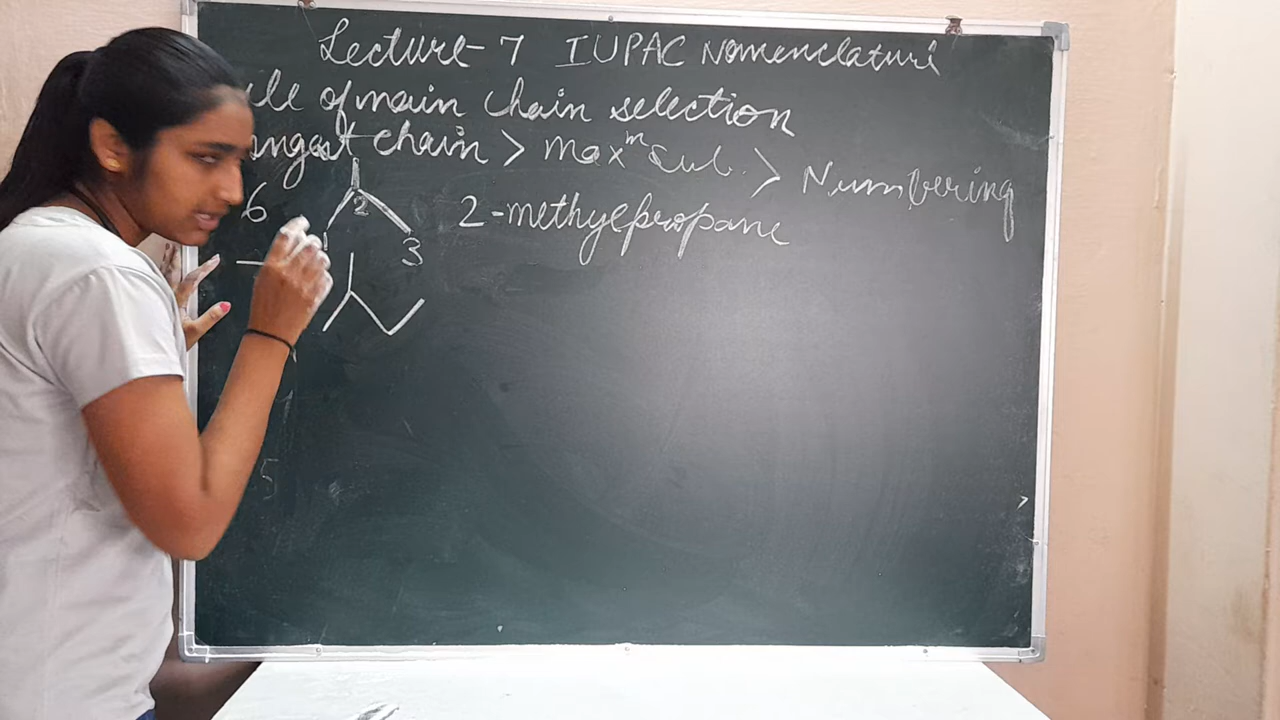 Lecture-7 IUPAC Nomenclature
ule of main chain selection
ongest chain > max^m sub. > Numbering
6 2 2-methylpropane
3
5